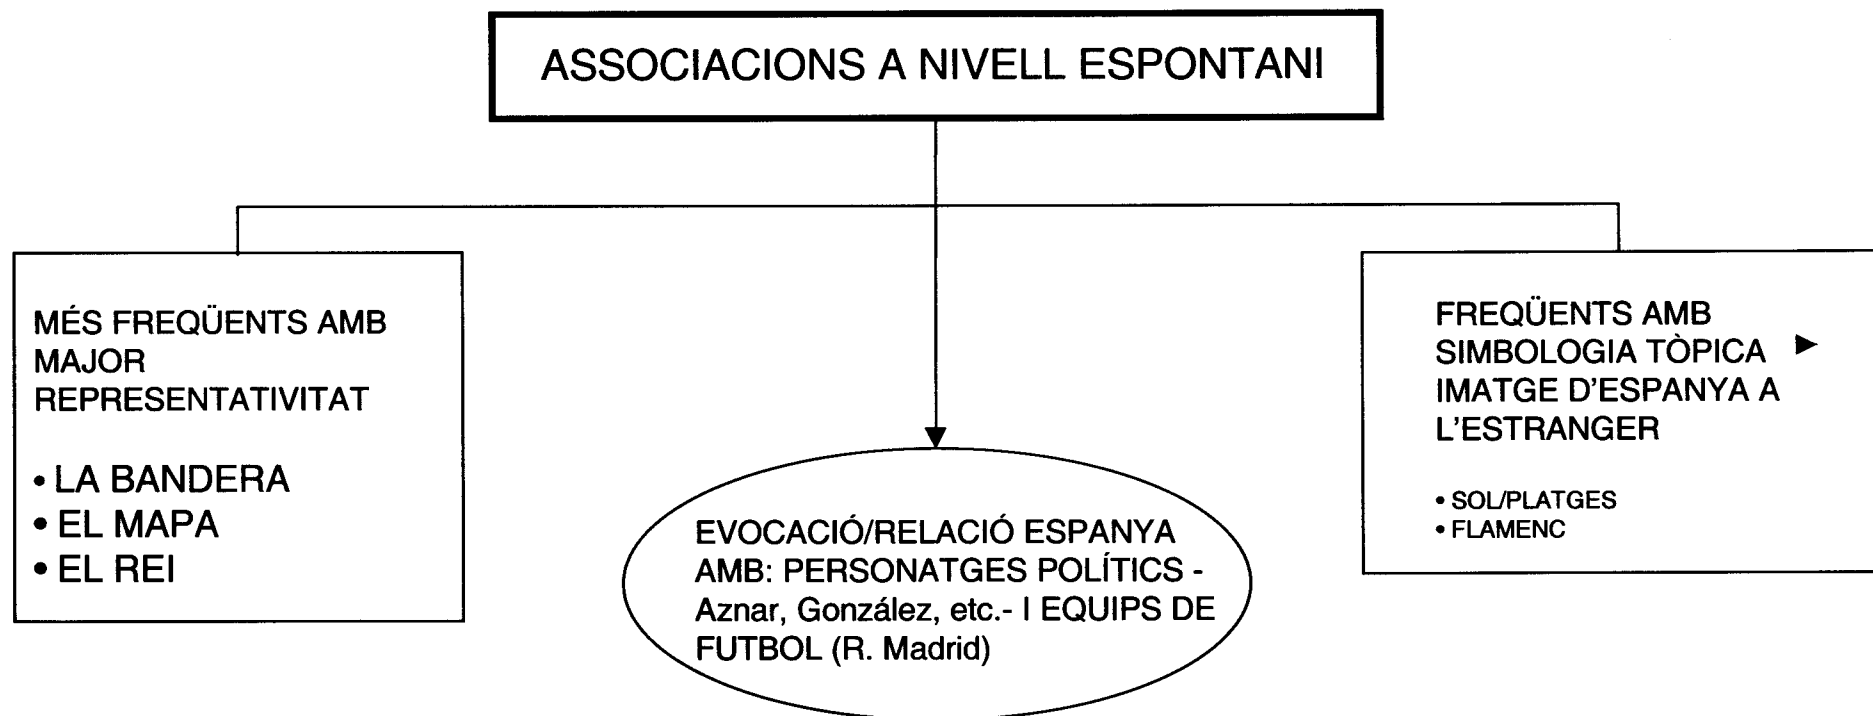 ASSOCIACIONS A NIVELL ESPONTANI
MÉS FREQÜENTS AMB
MAJOR
REPRESENTATIVITAT
• LA BANDERA
• EL MAPA
• EL REI
EVOCACIÓ/RELACIÓ ESPANYA
AMB: PERSONATGES POLÍTICS -
Aznar, González, etc.- I EQUIPS DE
FUTBOL (R. Madrid)
FREQÜENTS AMB
SIMBOLOGIA TÒPICA ►
IMATGE D'ESPANYA A
L'ESTRANGER
• SOL/PLATGES
• FLAMENC